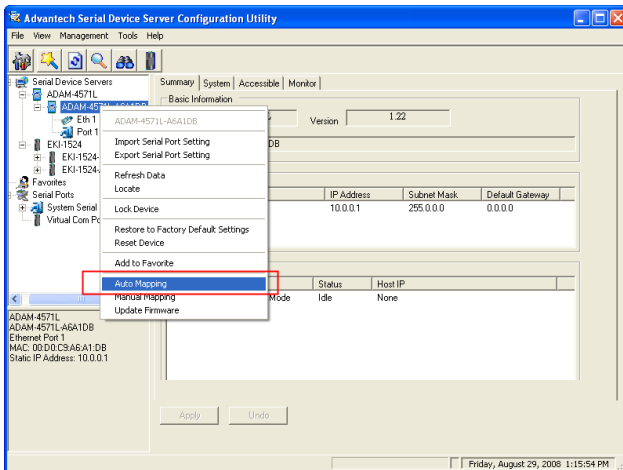 Advantech Serial Device Server Configuration Utility
File View Management Tools Help
Serial Device Servers
ADAM-4571L
ADAM-4571L-A6A1DB
Eth 1
Port 1
EKI-1524
EKI-1524-
EKI-1524-
Favorites
Serial Ports
System Serial
Virtual Com Po
ADAM-4571L-A6A1DB
Import Serial Port Setting
Export Serial Port Setting
Refresh Data
Locate
Lock Device
Restore to Factory Default Settings
Reset Device
Add to Favorite
Auto Mapping
Manual Mapping
Update Firmware
Summary System Accessible Monitor
Basic Information
Version 1.22
DB
IP Address Subnet Mask Default Gateway
10.0.0.1 255.0.0.0 0.0.0.0
Status Host IP
Mode Idle None
ADAM-4571L
ADAM-4571L-A6A1DB
Ethernet Port 1
MAC: 00:D0:C9:A6:A1:DB
Static IP Address: 10.0.0.1
Apply Undo
Friday, August 29, 2008 1:15:54 PM